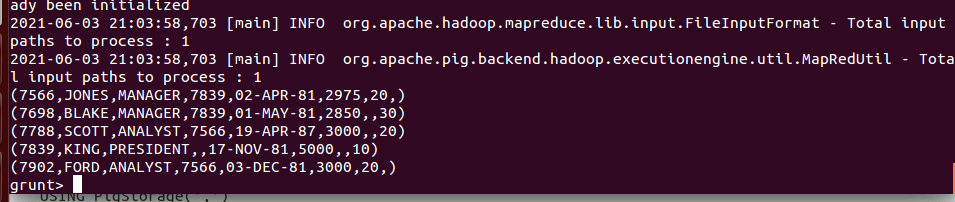 ady been initialized
2021-06-03 21:03:58,703 [main] INFO  org.apache.hadoop.mapreduce.lib.input.FileInputFormat - Total input
paths to process : 1
2021-06-03 21:03:58,703 [main] INFO  org.apache.pig.backend.hadoop.executionengine.util.MapRedUtil - Tota
l input paths to process : 1
(7566,JONES,MANAGER,7839,02-APR-81,2975,20,)
(7698,BLAKE,MANAGER,7839,01-MAY-81,2850,,30)
(7788,SCOTT,ANALYST,7566,19-APR-87,3000,,20)
(7839,KING,PRESIDENT,,17-NOV-81,5000,,10)
(7902,FORD,ANALYST,7566,03-DEC-81,3000,20,)
grunt>
USING PigStorage(',')